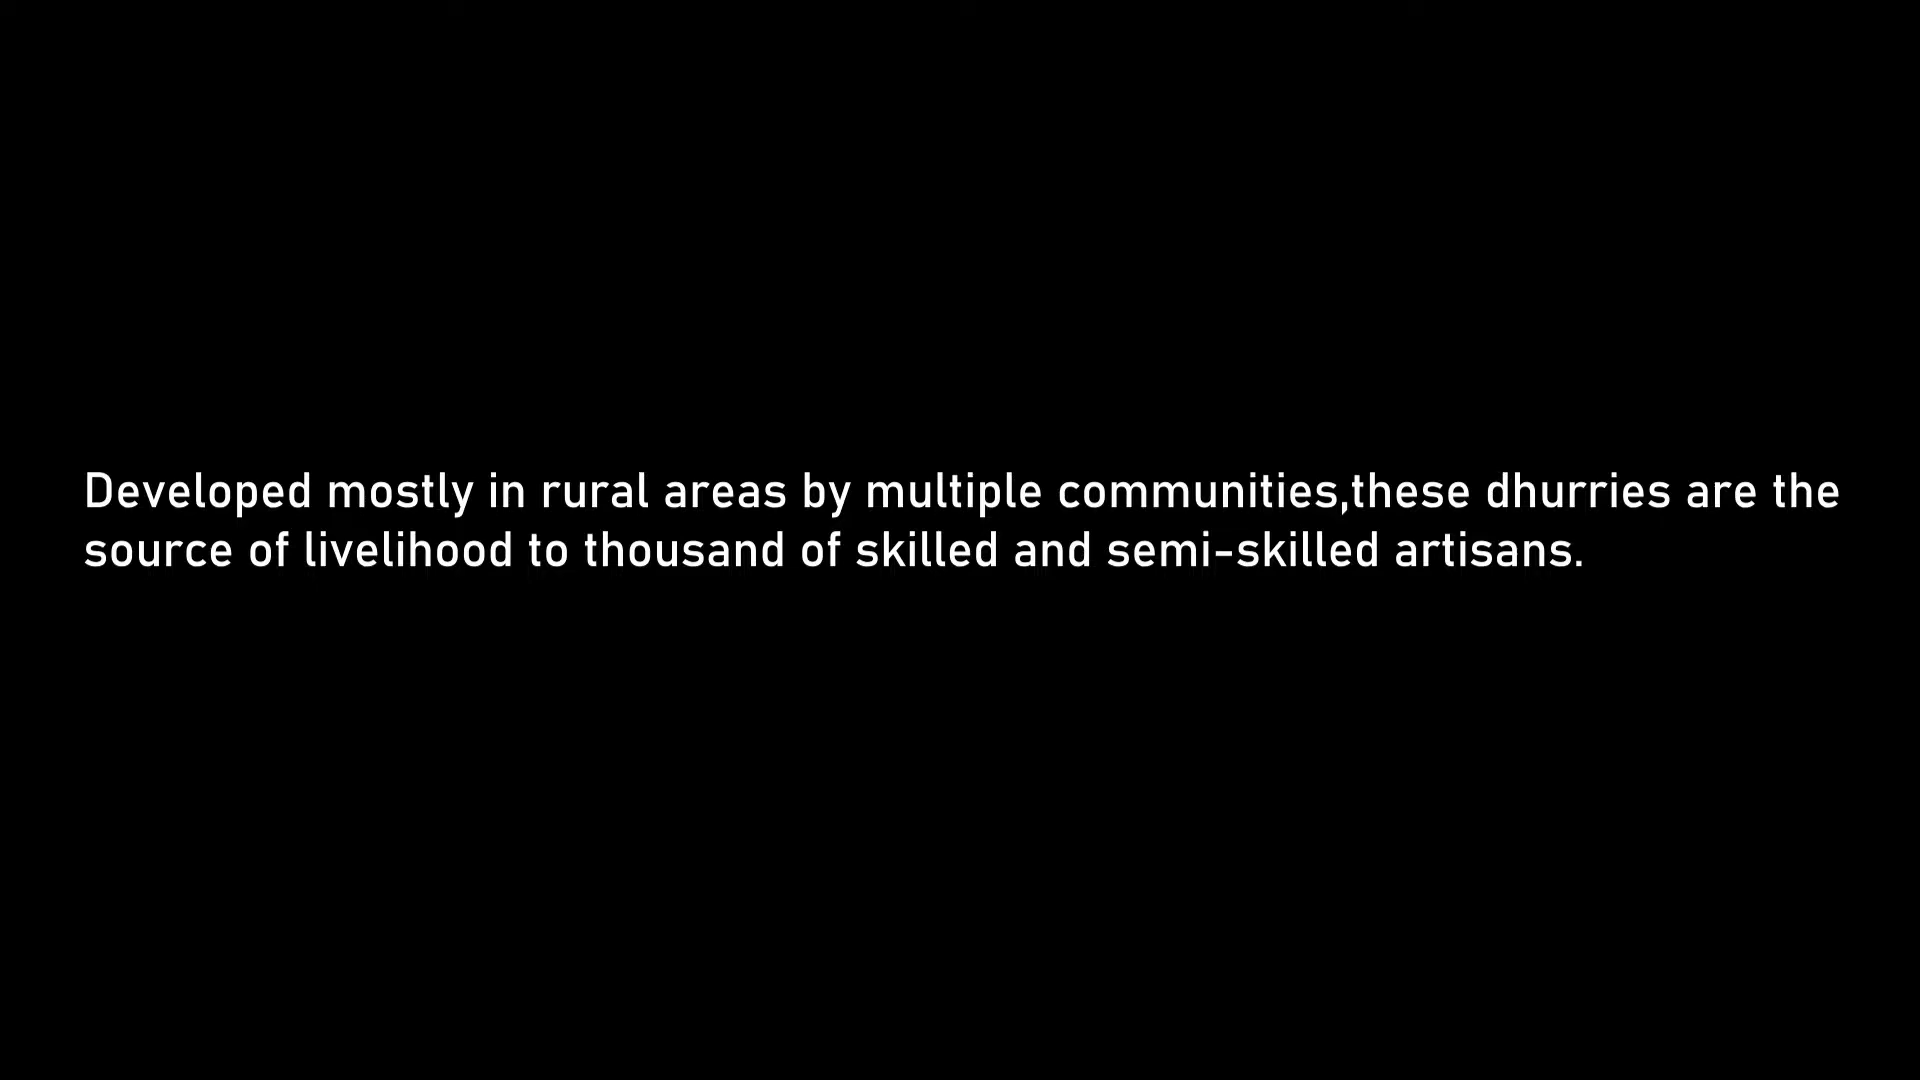 Developed mostly in rural areas by multiple communities,these dhurries are the
source of livelihood to thousand of skilled and semi-skilled artisans.